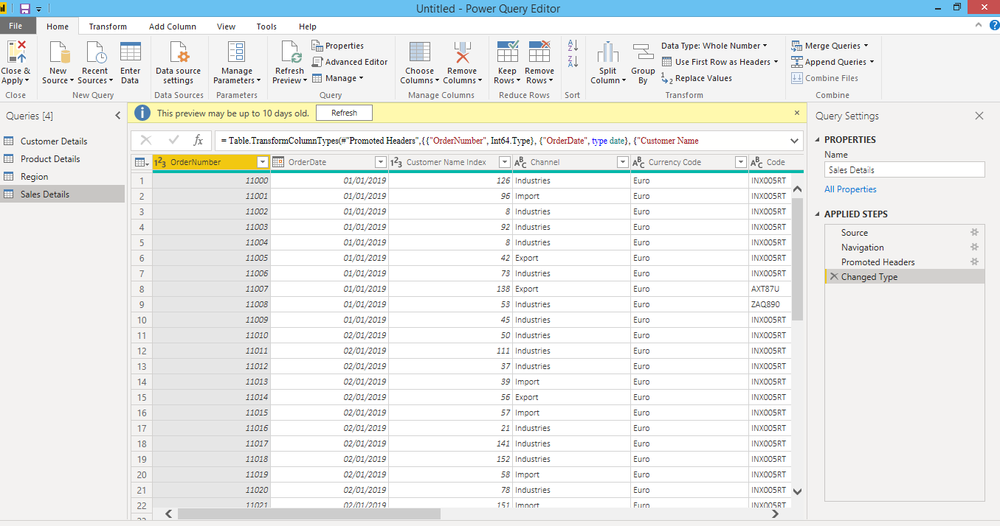 Untitled - Power Query Editor
File Home Transform Add Column View Tools Help
Close & Apply
Close
New Source
Recent Sources
Enter Data
New Query
Data source settings
Data Sources
Manage Parameters
Parameters
Refresh Preview
Properties
Advanced Editor
Manage
Query
Choose Columns
Remove Columns
Manage Columns
Keep Rows
Remove Rows
Reduce Rows
Sort
Split Column
Group By
Data Type: Whole Number
Use First Row as Headers
Replace Values
Transform
Merge Queries
Append Queries
Combine Files
Combine
Queries [4]
Customer Details
Product Details
Region
Sales Details
This preview may be up to 10 days old. Refresh
fx = Table.TransformColumnTypes(#"Promoted Headers",{{"OrderNumber", Int64.Type}, {"OrderDate", type date}, {"Customer Name
OrderNumber OrderDate Customer Name Index Channel Currency Code Code
1 11000 01/01/2019 126 Industries Euro INX005RT
2 11001 01/01/2019 96 Import Euro INX005RT
3 11002 01/01/2019 8 Industries Euro INX005RT
4 11003 01/01/2019 92 Industries Euro INX005RT
5 11004 01/01/2019 8 Industries Euro INX005RT
6 11005 01/01/2019 42 Export Euro INX005RT
7 11006 01/01/2019 73 Industries Euro INX005RT
8 11007 01/01/2019 138 Export Euro AXT87U
9 11008 01/01/2019 53 Industries Euro ZAQ890
10 11009 01/01/2019 45 Industries Euro INX005RT
11 11010 02/01/2019 50 Industries Euro INX005RT
12 11011 02/01/2019 111 Industries Euro INX005RT
13 11012 02/01/2019 37 Industries Euro INX005RT
14 11013 02/01/2019 39 Import Euro INX005RT
15 11014 02/01/2019 56 Export Euro INX005RT
16 11015 02/01/2019 57 Import Euro INX005RT
17 11016 02/01/2019 21 Industries Euro INX005RT
18 11017 02/01/2019 141 Industries Euro INX005RT
19 11018 02/01/2019 152 Industries Euro INX005RT
20 11019 02/01/2019 58 Import Euro INX005RT
21 11020 02/01/2019 78 Industries Euro INX005RT
22 11021 02/01/2019 151 Import Euro INX005RT
23
Query Settings
PROPERTIES
Name
Sales Details
All Properties
APPLIED STEPS
Source
Navigation
Promoted Headers
Changed Type